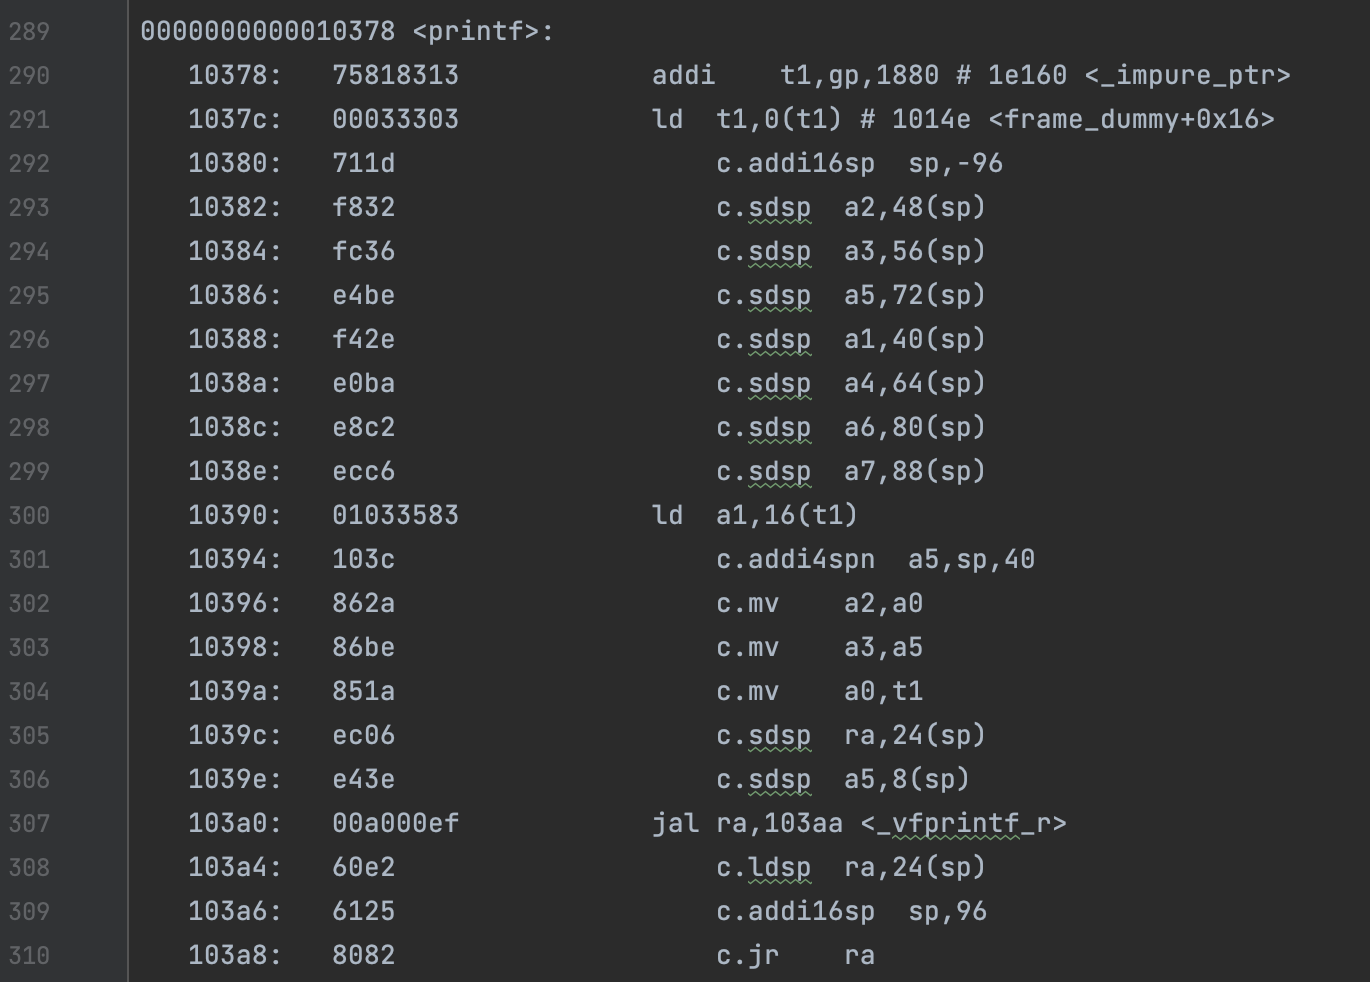 289 0000000000010378 <printf>:
290 10378: 75818313 addi t1,gp,1880 # 1e160 <_impure_ptr>
291 1037c: 00033303 ld t1,0(t1) # 1014e <frame_dummy+0x16>
292 10380: 711d c.addi16sp sp,-96
293 10382: f832 c.sdsp a2,48(sp)
294 10384: fc36 c.sdsp a3,56(sp)
295 10386: e4be c.sdsp a5,72(sp)
296 10388: f42e c.sdsp a1,40(sp)
297 1038a: e0ba c.sdsp a4,64(sp)
298 1038c: e8c2 c.sdsp a6,80(sp)
299 1038e: ecc6 c.sdsp a7,88(sp)
300 10390: 01033583 ld a1,16(t1)
301 10394: 103c c.addi4spn a5,sp,40
302 10396: 862a c.mv a2,a0
303 10398: 86be c.mv a3,a5
304 1039a: 851a c.mv a0,t1
305 1039c: ec06 c.sdsp ra,24(sp)
306 1039e: e43e c.sdsp a5,8(sp)
307 103a0: 00a000ef jal ra,103aa <_vfprintf_r>
308 103a4: 60e2 c.ldsp ra,24(sp)
309 103a6: 6125 c.addi16sp sp,96
310 103a8: 8082 c.jr ra